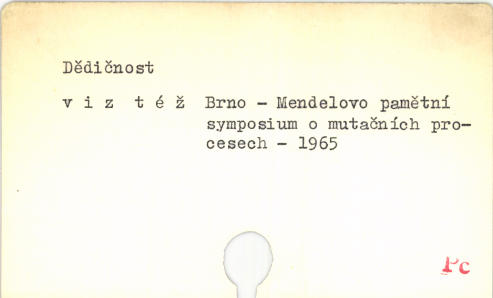 Dědičnost
v i z  t é ž  Brno - Mendelovo pamětní
symposium o mutačních pro-
cesech - 1965
Pc